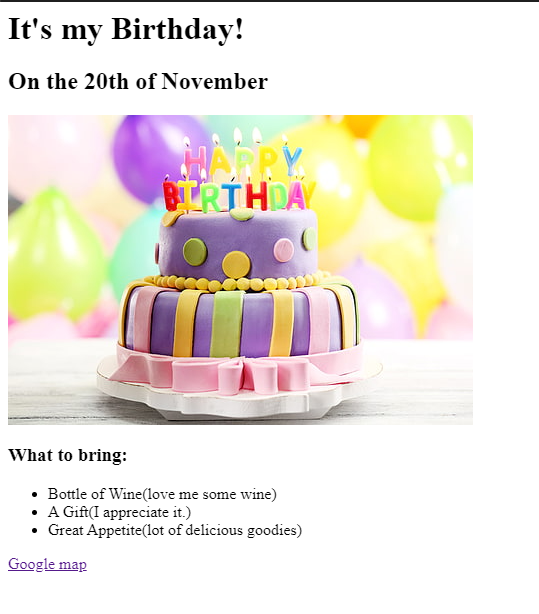 It's my Birthday!
On the 20th of November
HAPPY
BIRTHDAY
What to bring:
Bottle of Wine(love me some wine)
A Gift(I appreciate it.)
Great Appetite(lot of delicious goodies)
Google map